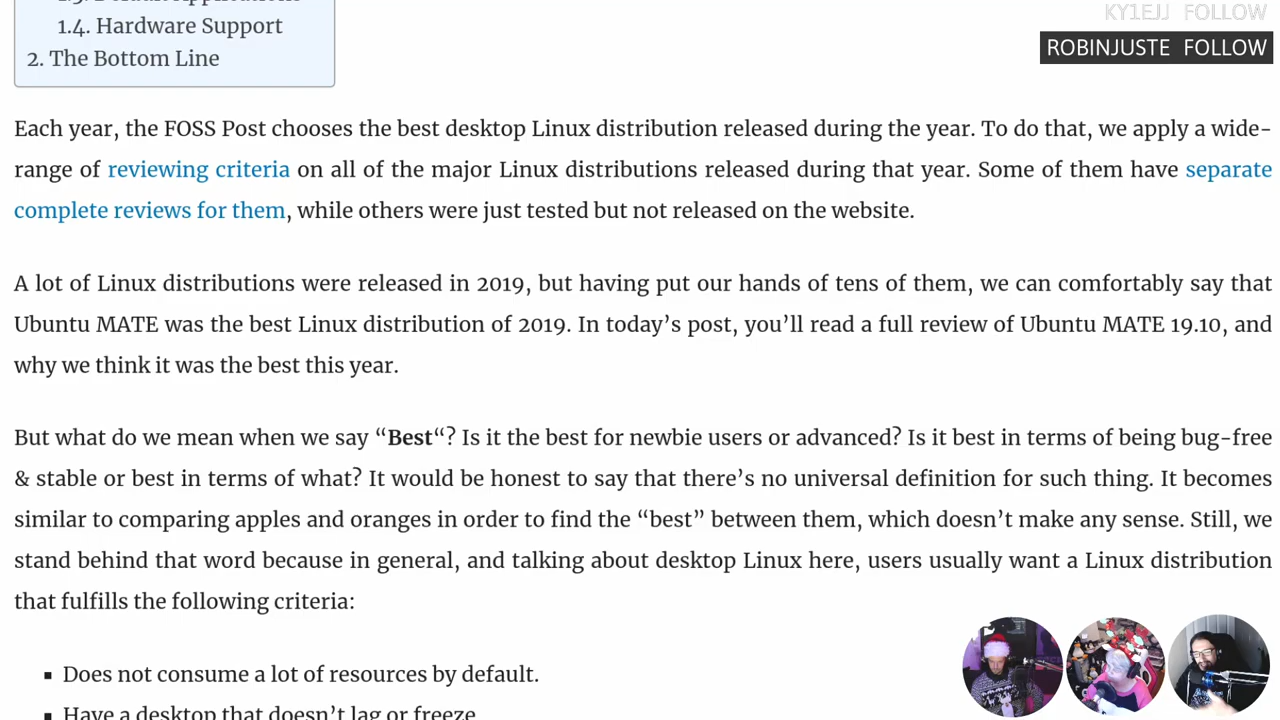 KY1EJJ FOLLOW
ROBINJUSTE FOLLOW
1.4. Hardware Support
2. The Bottom Line
Each year, the FOSS Post chooses the best desktop Linux distribution released during the year. To do that, we apply a wide-
range of reviewing criteria on all of the major Linux distributions released during that year. Some of them have separate
complete reviews for them, while others were just tested but not released on the website.
A lot of Linux distributions were released in 2019, but having put our hands of tens of them, we can comfortably say that
Ubuntu MATE was the best Linux distribution of 2019. In today’s post, you’ll read a full review of Ubuntu MATE 19.10, and
why we think it was the best this year.
But what do we mean when we say “Best“? Is it the best for newbie users or advanced? Is it best in terms of being bug-free
& stable or best in terms of what? It would be honest to say that there’s no universal definition for such thing. It becomes
similar to comparing apples and oranges in order to find the “best” between them, which doesn’t make any sense. Still, we
stand behind that word because in general, and talking about desktop Linux here, users usually want a Linux distribution
that fulfills the following criteria:
▪ Does not consume a lot of resources by default.
▪ Have a desktop that doesn’t lag or freeze